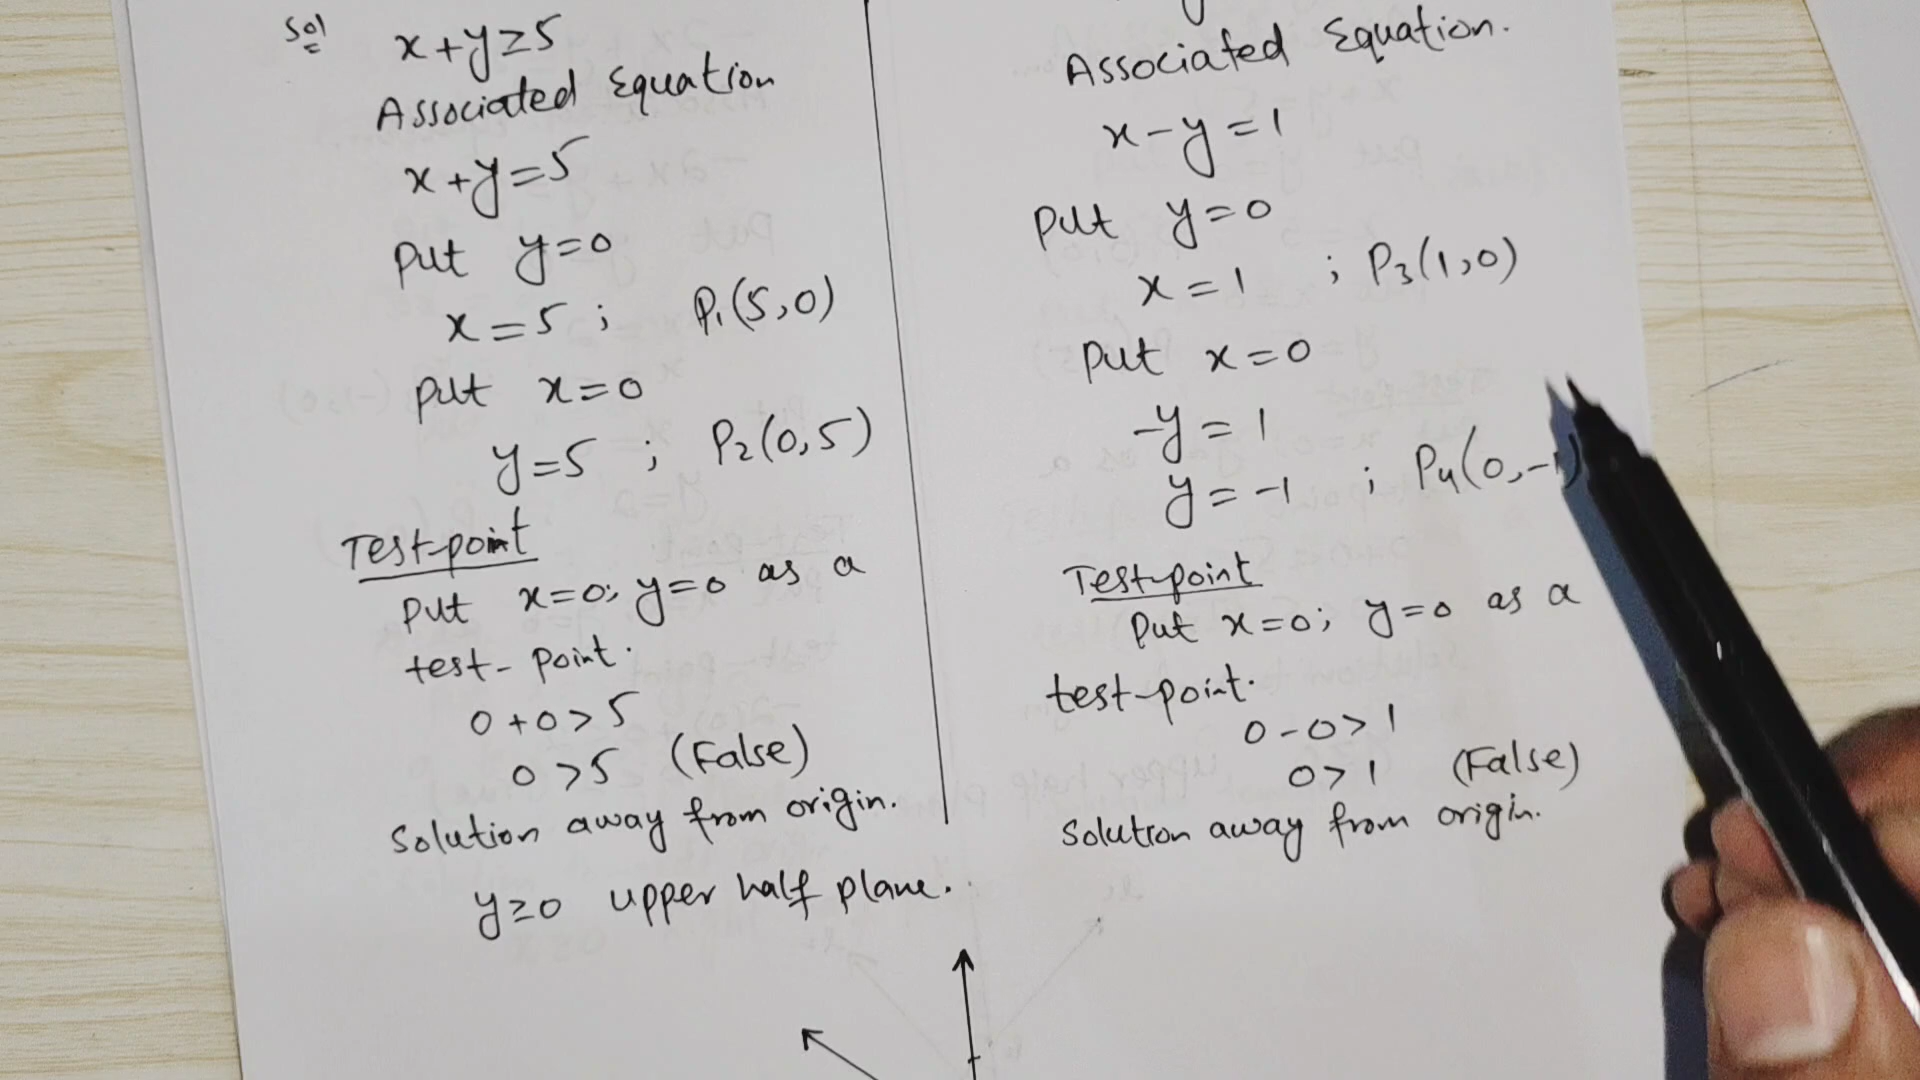 Sol
x+y≥5
Associated Equation
x+y=5
Put y=0
x=5; P₁(5,0)
Put x=0
y=5 ; P₂(0,5)
Test-point
Put x=0; y=0 as a
test-point.
0+0>5
0>5 (False)
Solution away from origin.
y≥0 upper half plane.
Associated Equation.
x-y=1
Put y=0
x=1 ; P₃(1,0)
Put x=0
-y=1
y=-1 ; P₄(0,-1)
Test-point
Put x=0; y=0 as a
test-point.
0-0>1
0>1 (False)
Solution away from origin.